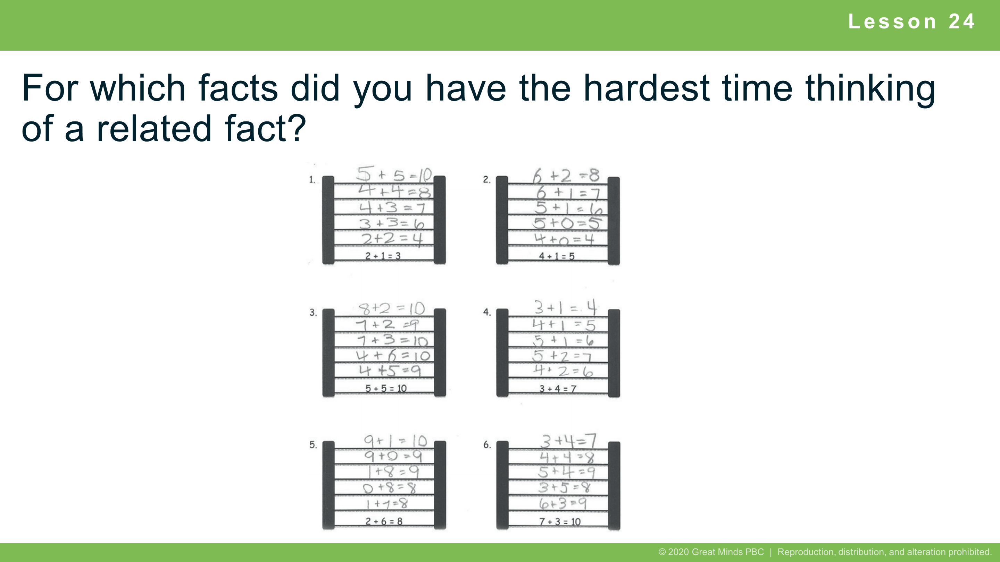 Lesson 24
For which facts did you have the hardest time thinking
of a related fact?
1.
5 + 5 = 10
4 + 4 = 8
4 + 3 = 7
3 + 3 = 6
2 + 2 = 4
2 + 1 = 3
2.
6 + 2 = 8
6 + 1 = 7
5 + 1 = 6
5 + 0 = 5
4 + 0 = 4
4 + 1 = 5
3.
8 + 2 = 10
7 + 2 = 9
7 + 3 = 10
4 + 6 = 10
4 + 5 = 9
5 + 5 = 10
4.
3 + 1 = 4
4 + 1 = 5
5 + 1 = 6
5 + 2 = 7
4 + 2 = 6
3 + 4 = 7
5.
9 + 1 = 10
9 + 0 = 9
1 + 8 = 9
0 + 8 = 8
1 + 7 = 8
2 + 6 = 8
6.
3 + 4 = 7
4 + 4 = 8
5 + 4 = 9
3 + 5 = 8
6 + 3 = 9
7 + 3 = 10
© 2020 Great Minds PBC | Reproduction, distribution, and alteration prohibited.